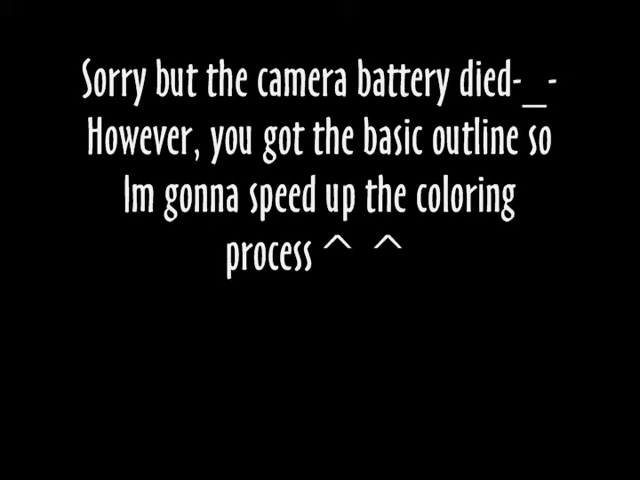 Sorry but the camera battery died-_-
However, you got the basic outline so
Im gonna speed up the coloring
process ^ ^